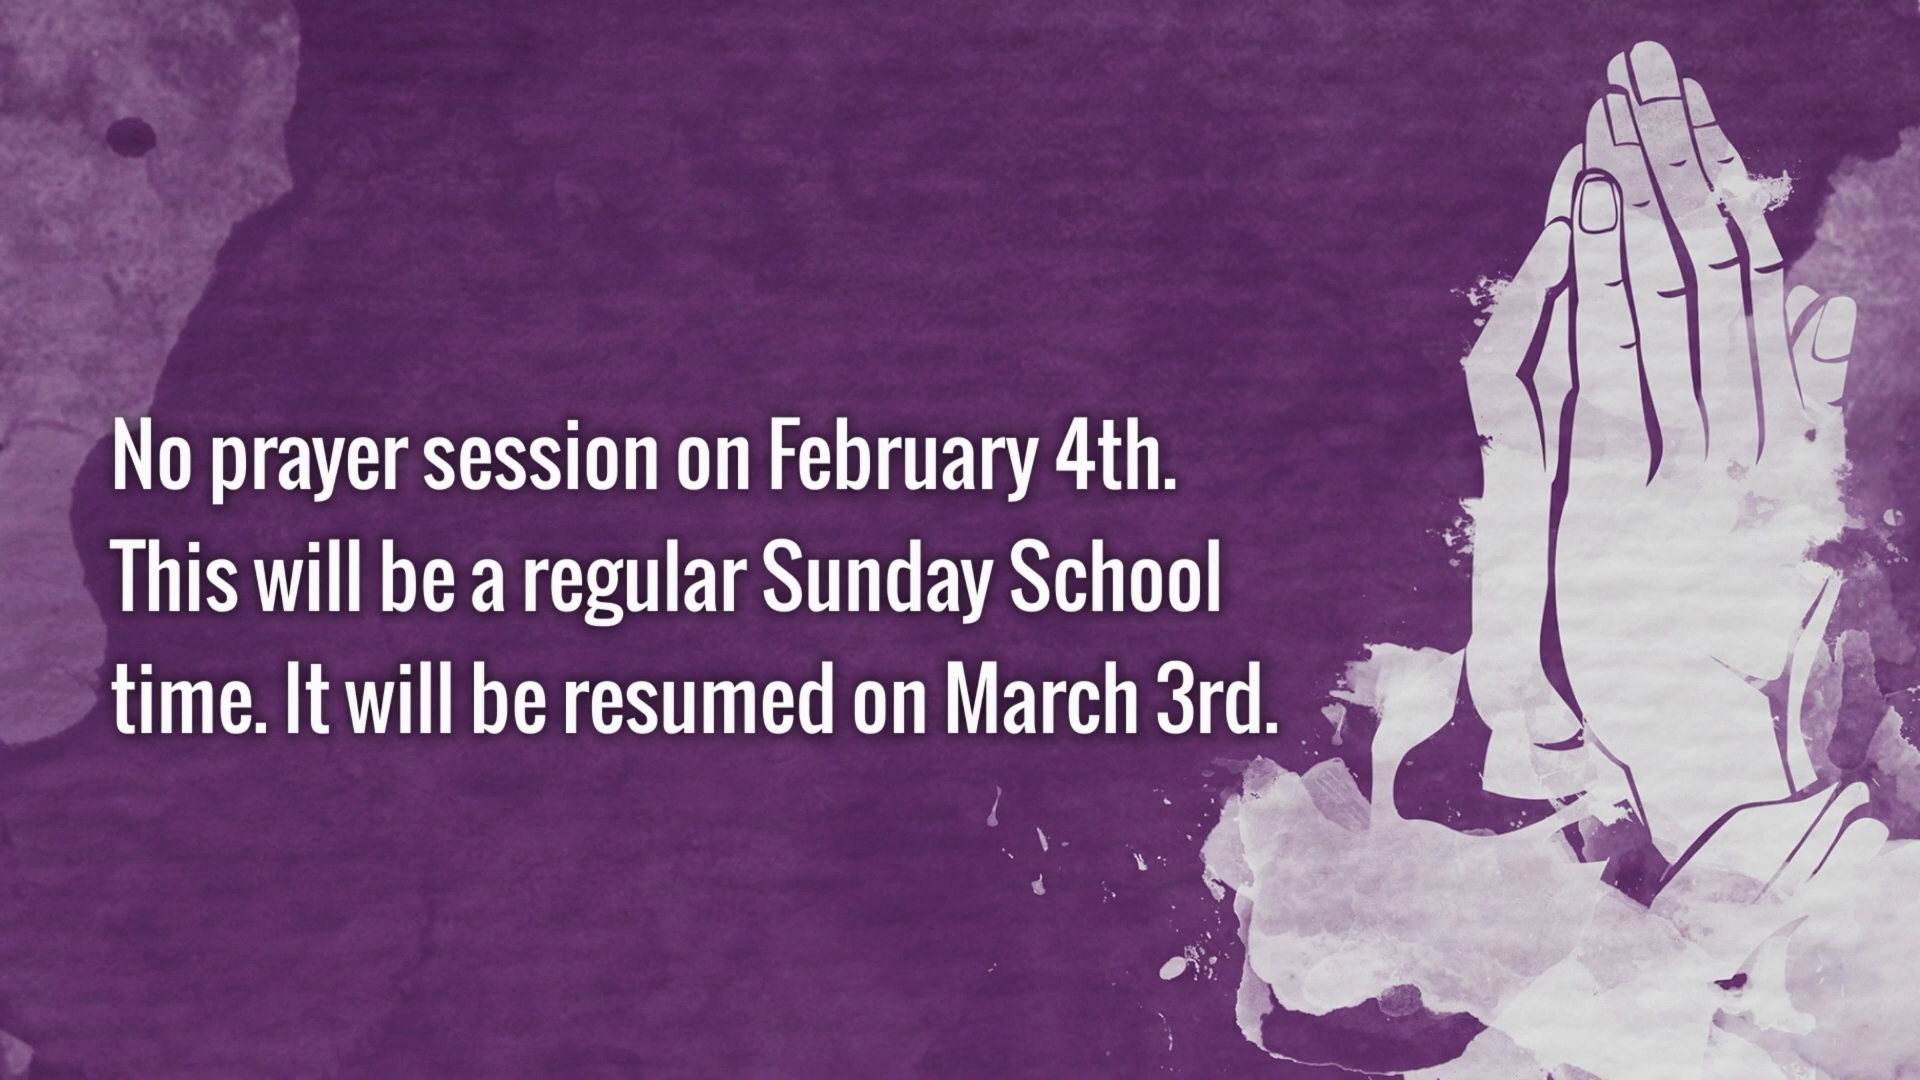 No prayer session on February 4th.
This will be a regular Sunday School
time. It will be resumed on March 3rd.